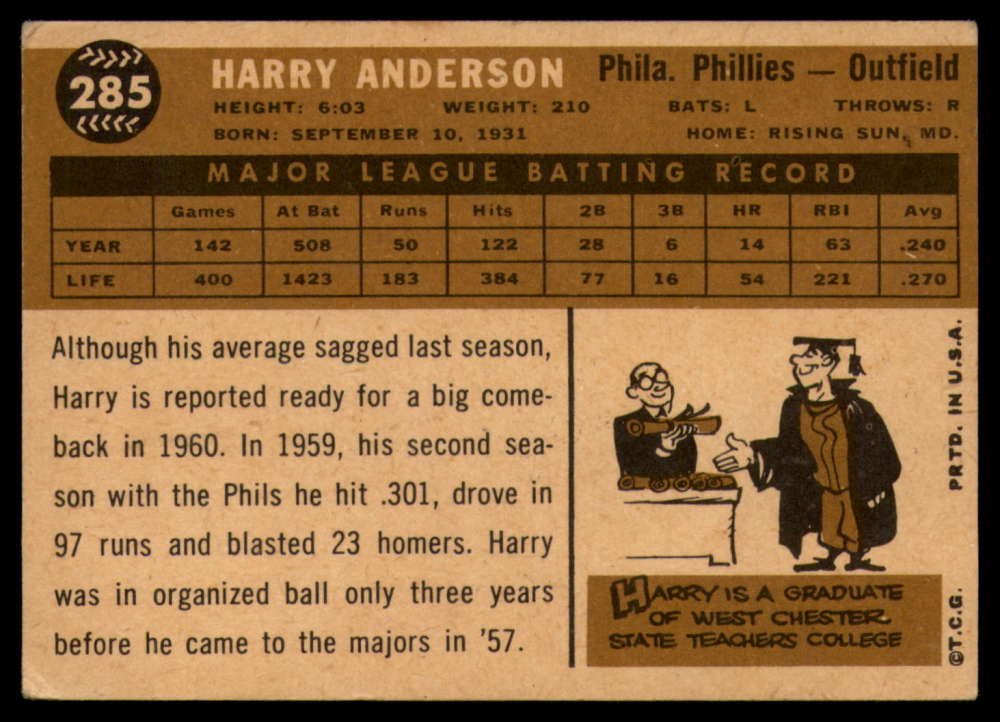 285
HARRY ANDERSON Phila. Phillies — Outfield
HEIGHT: 6:03 WEIGHT: 210 BATS: L THROWS: R
BORN: SEPTEMBER 10, 1931 HOME: RISING SUN, MD.
MAJOR LEAGUE BATTING RECORD
Games At Bat Runs Hits 2B 3B HR RBI Avg
YEAR 142 508 50 122 28 6 14 63 .240
LIFE 400 1423 183 384 77 16 54 221 .270
Although his average sagged last season,
Harry is reported ready for a big come-
back in 1960. In 1959, his second sea-
son with the Phils he hit .301, drove in
97 runs and blasted 23 homers. Harry
was in organized ball only three years
before he came to the majors in '57.
HARRY IS A GRADUATE
OF WEST CHESTER
STATE TEACHERS COLLEGE
©T.C.G. PRTD. IN U.S.A.